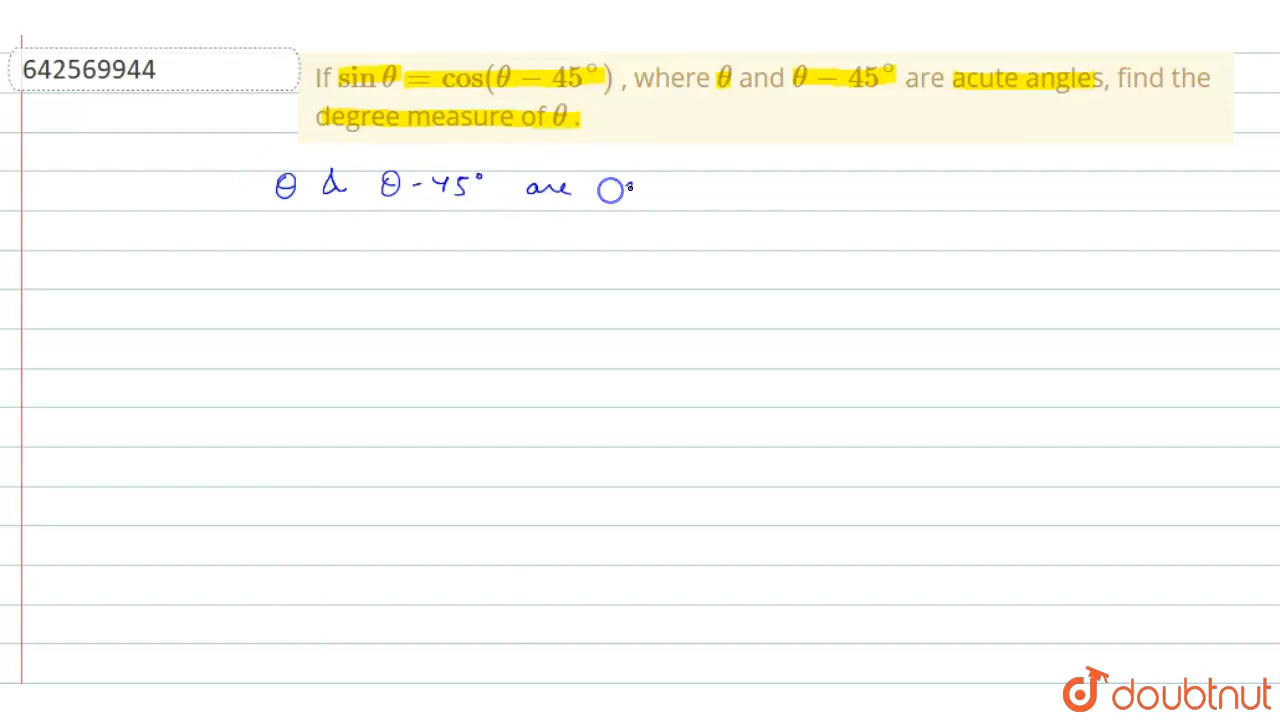 642569944
If sin θ = cos(θ − 45°) , where θ and θ − 45° are acute angles, find the
degree measure of θ .
θ & θ - 45° are
doubtnut